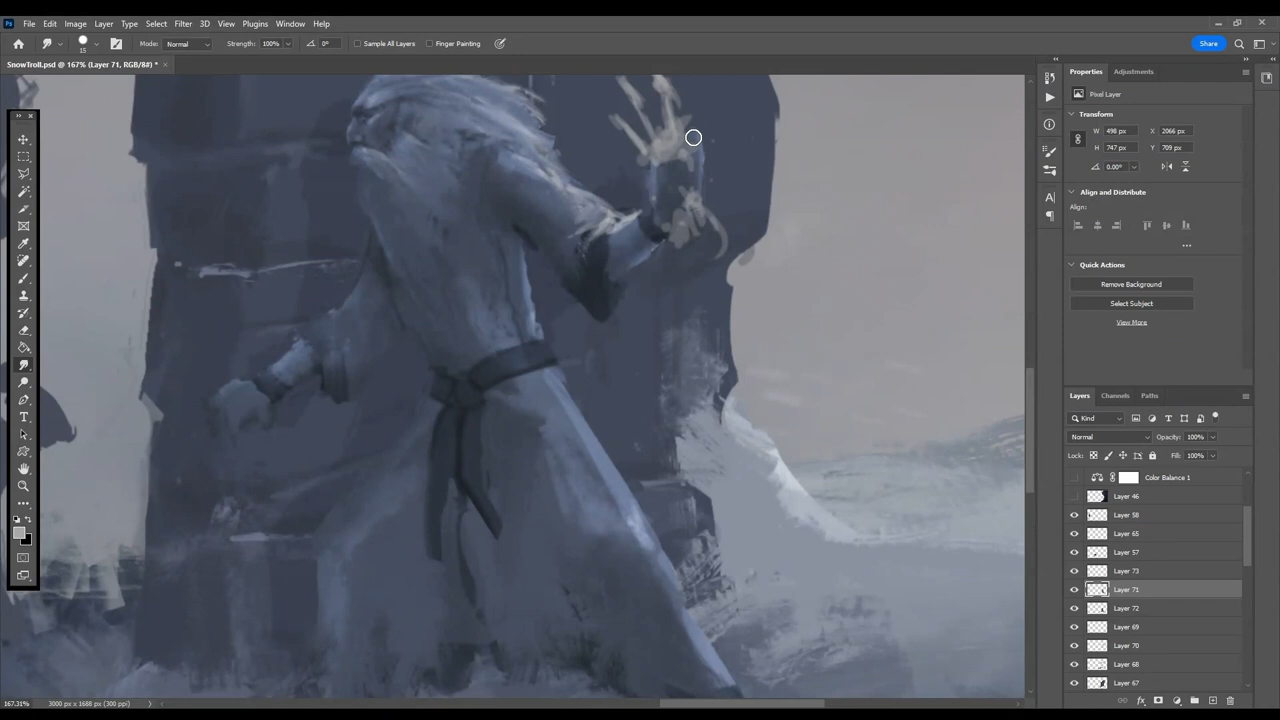 Ps File Edit Image Layer Type Select Filter 3D View Plugins Window Help
15 Mode: Normal Strength: 100% 0° Sample All Layers Finger Painting Share
SnowTroll.psd @ 167% (Layer 71, RGB/8#) * ×
Properties Adjustments
Pixel Layer
Transform
W 498 px X 2066 px
H 747 px Y 709 px
0.00°
Align and Distribute
Align:
Quick Actions
Remove Background
Select Subject
View More
Layers Channels Paths
Kind
Normal Opacity: 100%
Lock: Fill: 100%
Color Balance 1
Layer 46
Layer 58
Layer 65
Layer 57
Layer 73
Layer 71
Layer 72
Layer 69
Layer 70
Layer 68
Layer 67
167.31% 3000 px x 1688 px (300 ppi)